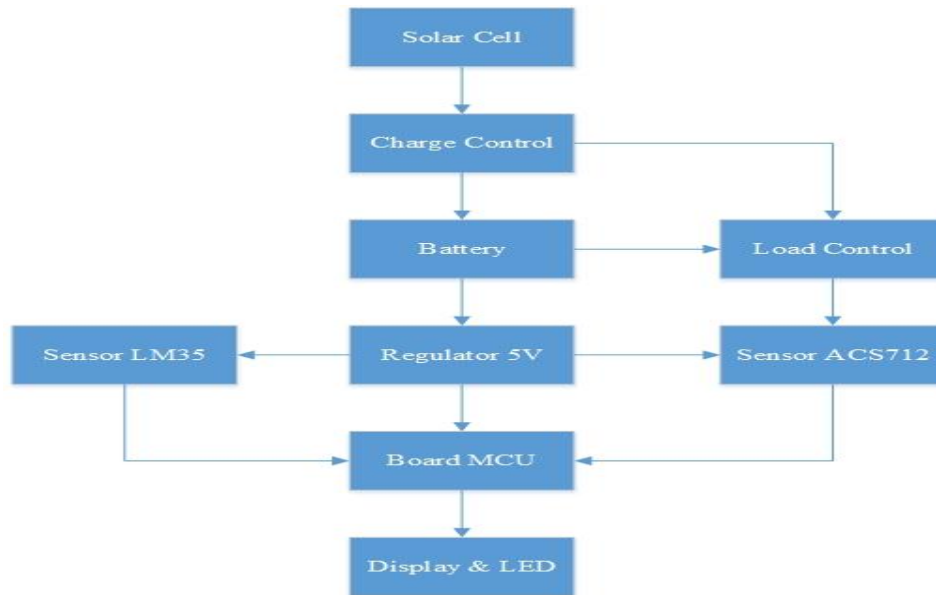 Solar Cell
Charge Control
Battery
Load Control
Sensor LM35
Regulator 5V
Sensor ACS712
Board MCU
Display & LED